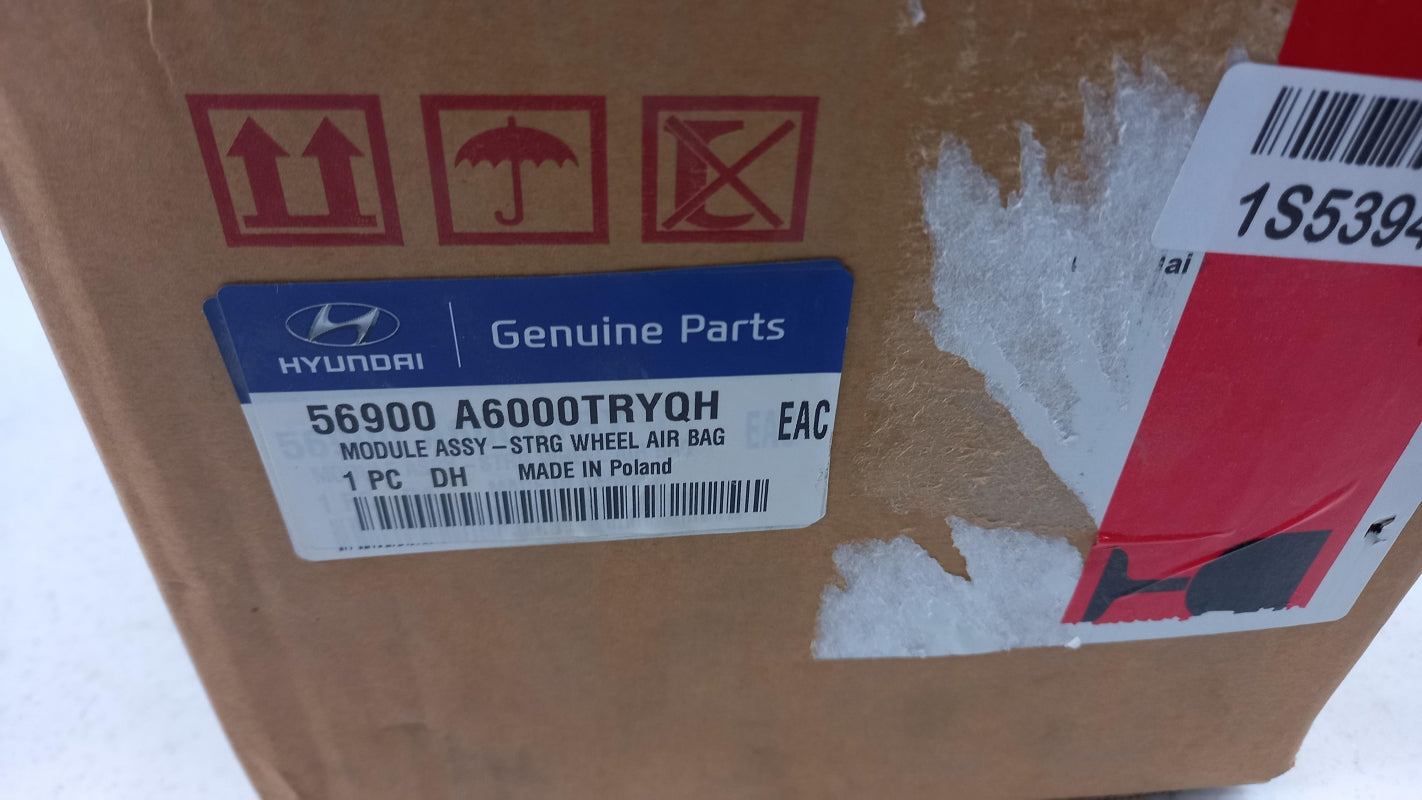 HYUNDAI
Genuine Parts
56900 A6000TRYQH
EAC
MODULE ASSY-STRG WHEEL AIR BAG
1 PC DH MADE IN Poland
1S5394